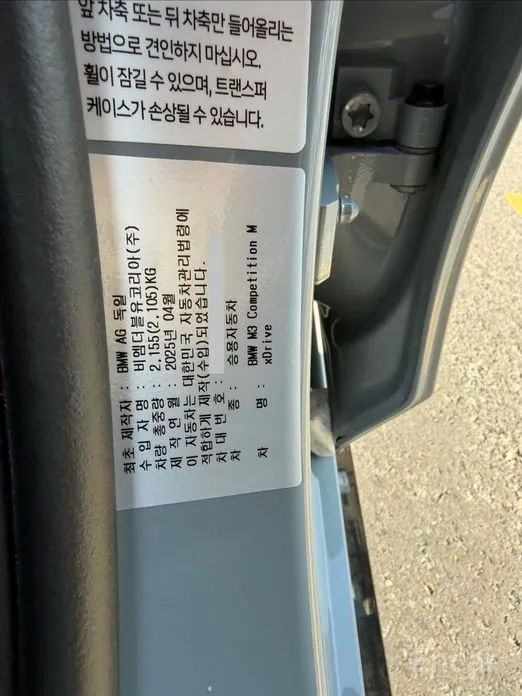 앞 차축 또는 뒤 차축만 들어올리는
방법으로 견인하지 마십시오.
휠이 잠길 수 있으며, 트랜스퍼
케이스가 손상될 수 있습니다.
최초 제작자 : BMW AG 독일
수 입 자 명 : 비엠더블유코리아(주)
차량 총중량 : 2,155(2,105)KG
제 작 연 월 : 2025년 04월
이 자동차는 대한민국 자동차관리법령에
적합하게 제작(수입)되었습니다.
차 대 번 호 :
차 종 : 승용자동차
차 명 : BMW M3 Competition M
xDrive
encar